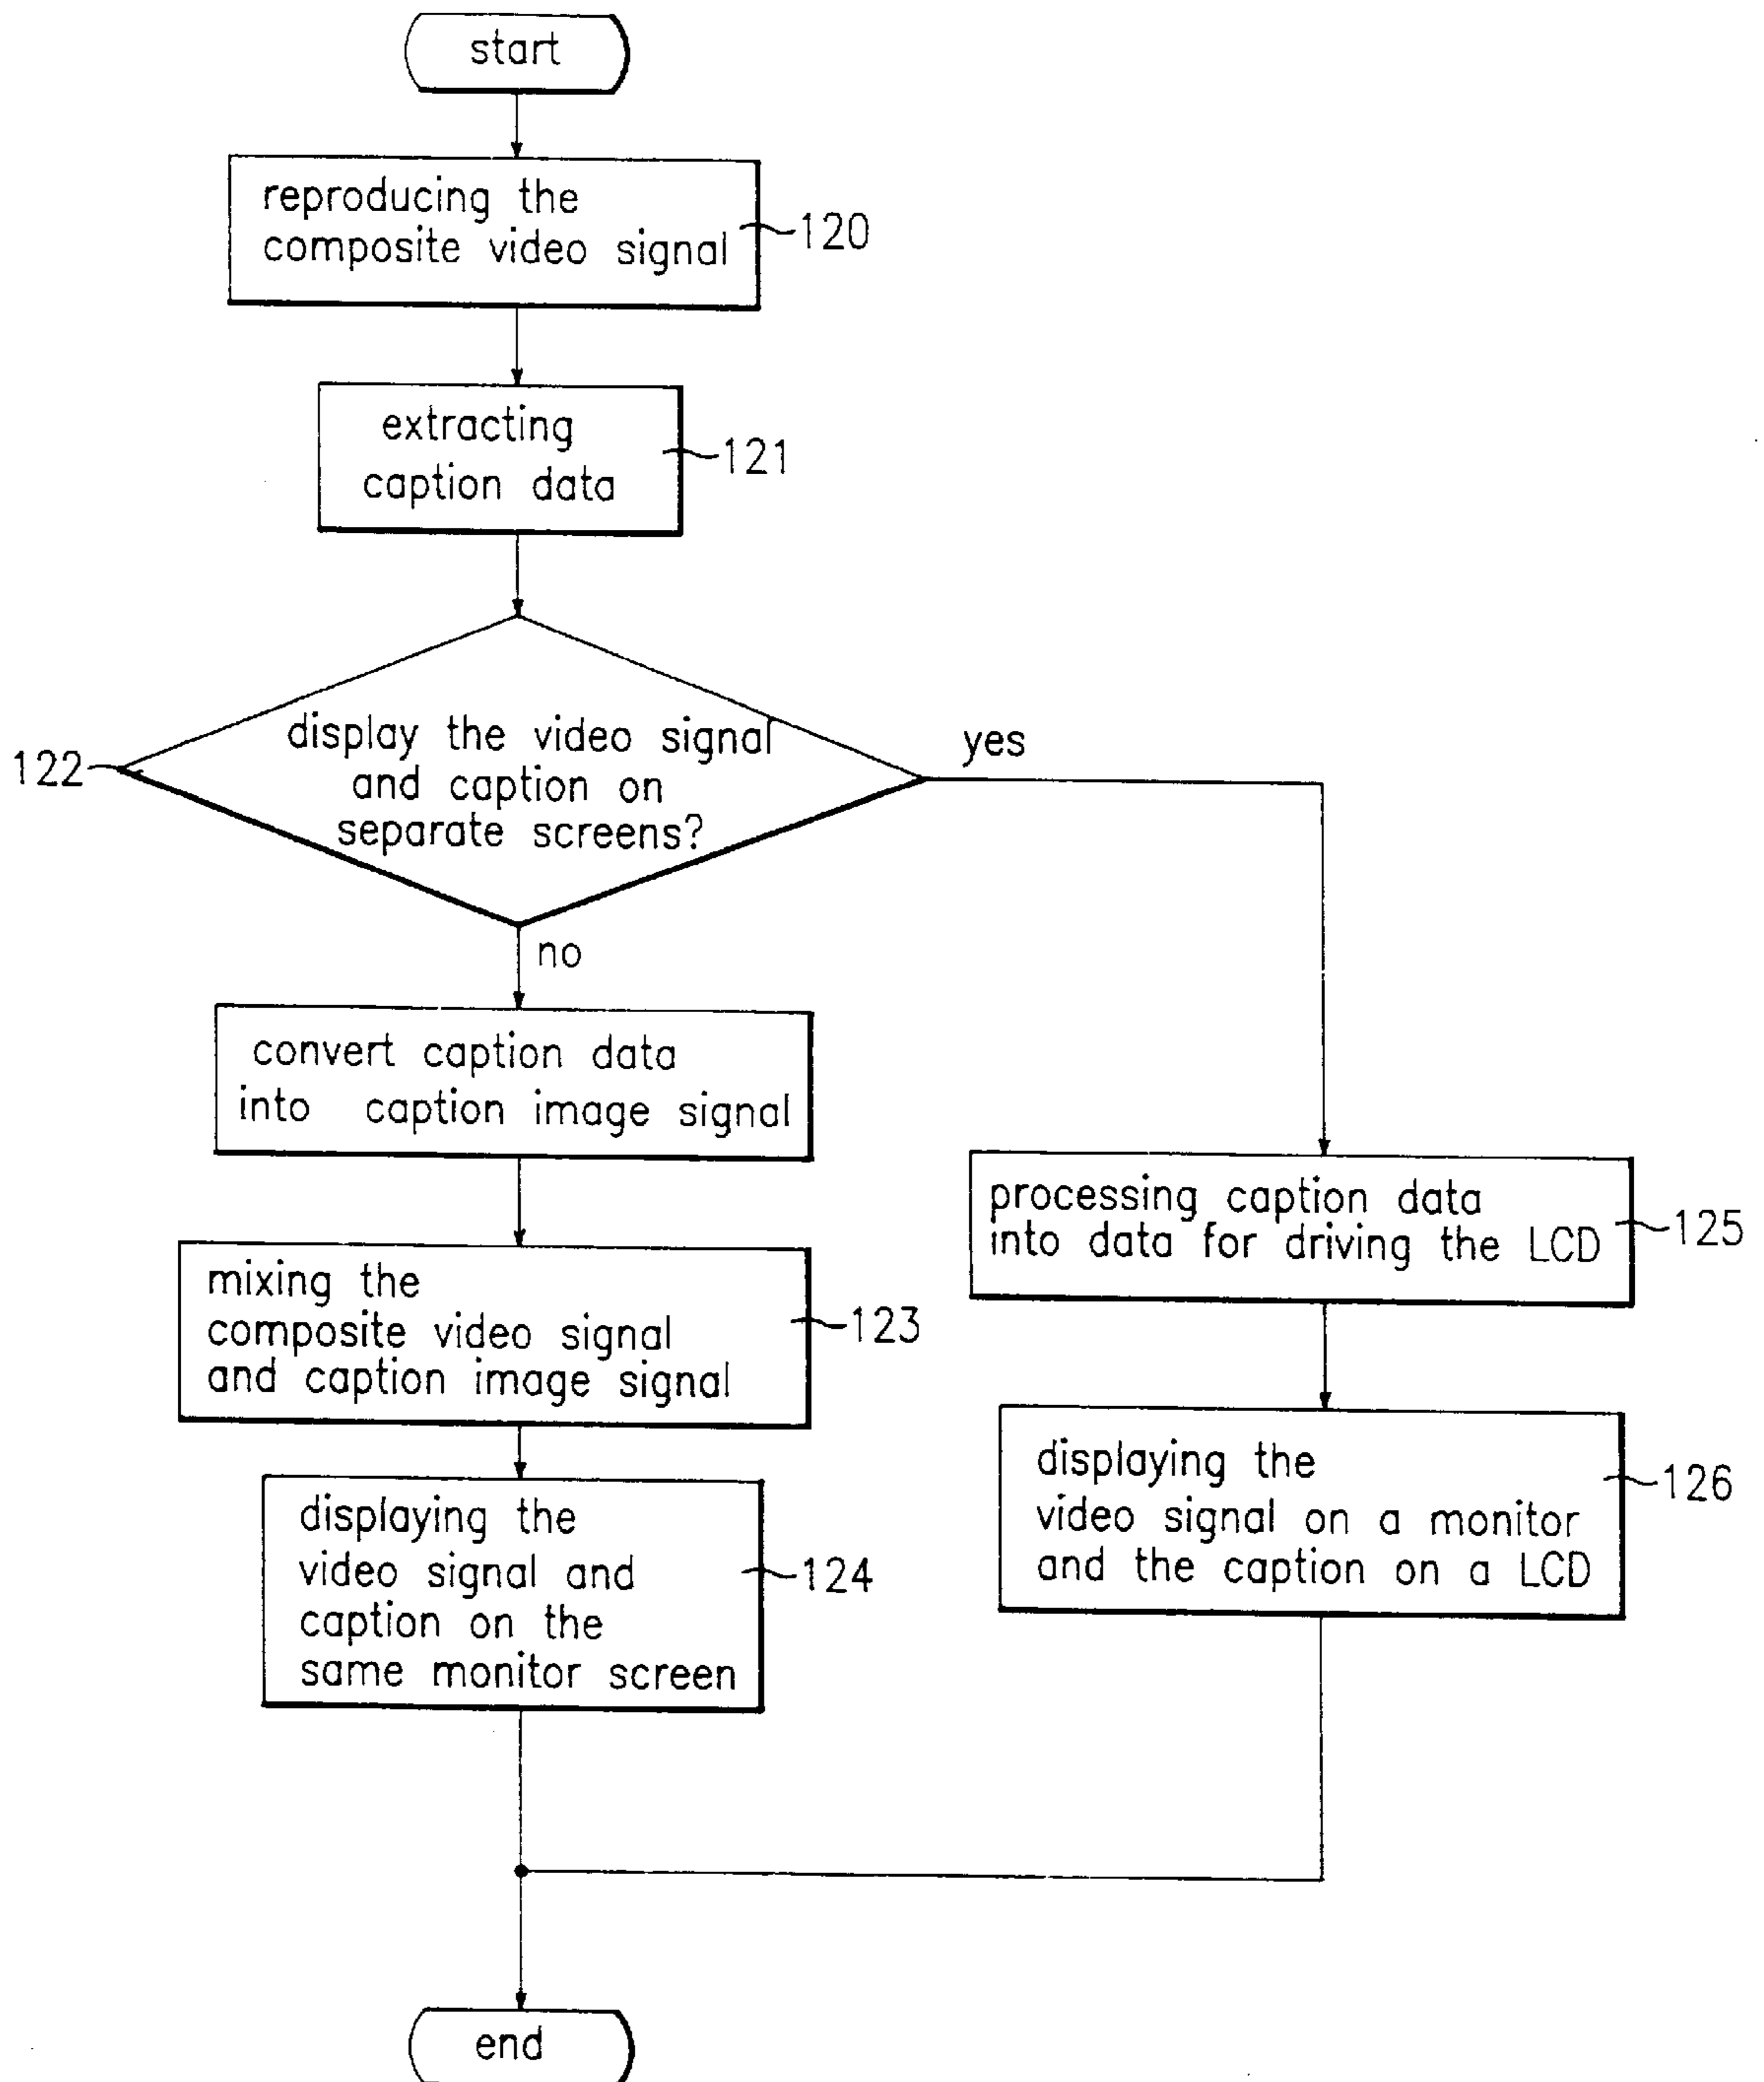 start
reproducing the
composite video signal
120
extracting
caption data
121
display the video signal
and caption on
separate screens?
122
yes
no
convert caption data
into caption image signal
mixing the
composite video signal
and caption image signal
123
displaying the
video signal and
caption on the
same monitor screen
124
processing caption data
into data for driving the LCD
125
displaying the
video signal on a monitor
and the caption on a LCD
126
end